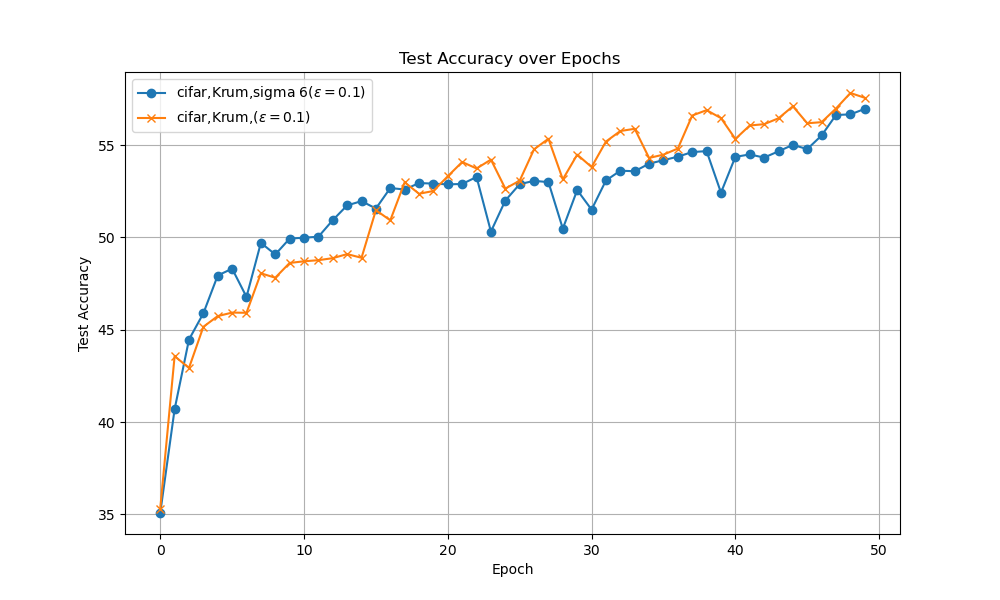 Test Accuracy over Epochs
cifar,Krum,sigma 6(ε = 0.1)
cifar,Krum,(ε = 0.1)
Test Accuracy
55
50
45
40
35
0 10 20 30 40 50
Epoch